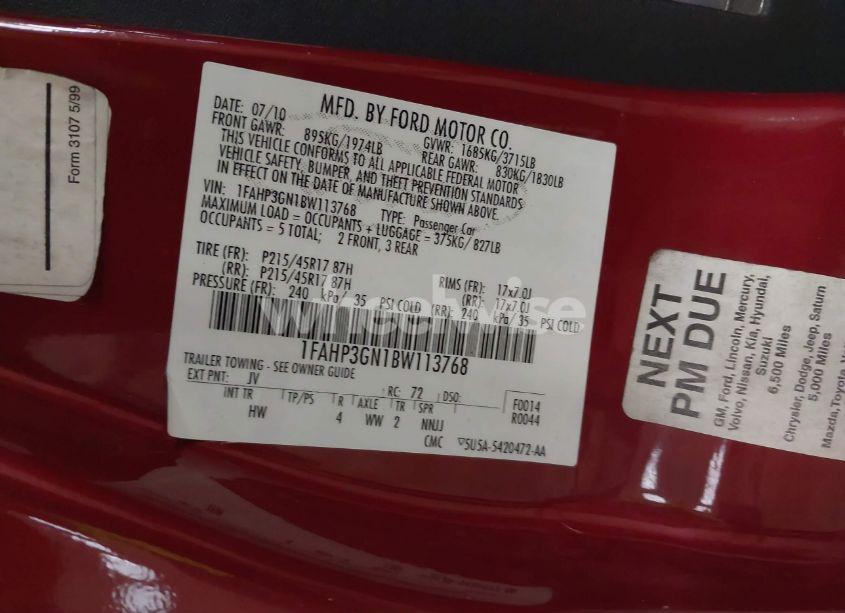 Form 3107 5/99
MFD. BY FORD MOTOR CO.
DATE: 07/10 GVWR: 1685KG/3715LB
FRONT GAWR: 895KG/1974LB REAR GAWR: 830KG/1830LB
THIS VEHICLE CONFORMS TO ALL APPLICABLE FEDERAL MOTOR
VEHICLE SAFETY, BUMPER, AND THEFT PREVENTION STANDARDS
IN EFFECT ON THE DATE OF MANUFACTURE SHOWN ABOVE.
VIN: 1FAHP3GN1BW113768 TYPE: Passenger Car
MAXIMUM LOAD = OCCUPANTS + LUGGAGE = 375KG/ 827LB
OCCUPANTS = 5 TOTAL; 2 FRONT, 3 REAR
TIRE (FR): P215/45R17 87H RIMS (FR): 17x7.0J
(RR): P215/45R17 87H (RR): 17x7.0J
PRESSURE (FR): 240 kPa/ 35 PSI COLD (RR): 240 kPa/ 35 PSI COLD
wheelwise
1FAHP3GN1BW113768
TRAILER TOWING - SEE OWNER GUIDE
EXT PNT: JV RC: 72 DSO: F0014
INT TR TP/PS R AXLE TR SPR R0044
HW 4 WW 2 NNJJ
CMC 5U5A-5420472-AA
NEXT
PM DUE
GM, Ford, Lincoln, Mercury,
Volvo, Nissan, Kia, Hyundai,
Suzuki
6,500 Miles
Chrysler, Dodge, Jeep, Saturn
5,000 Miles
Mazda, Toyota,